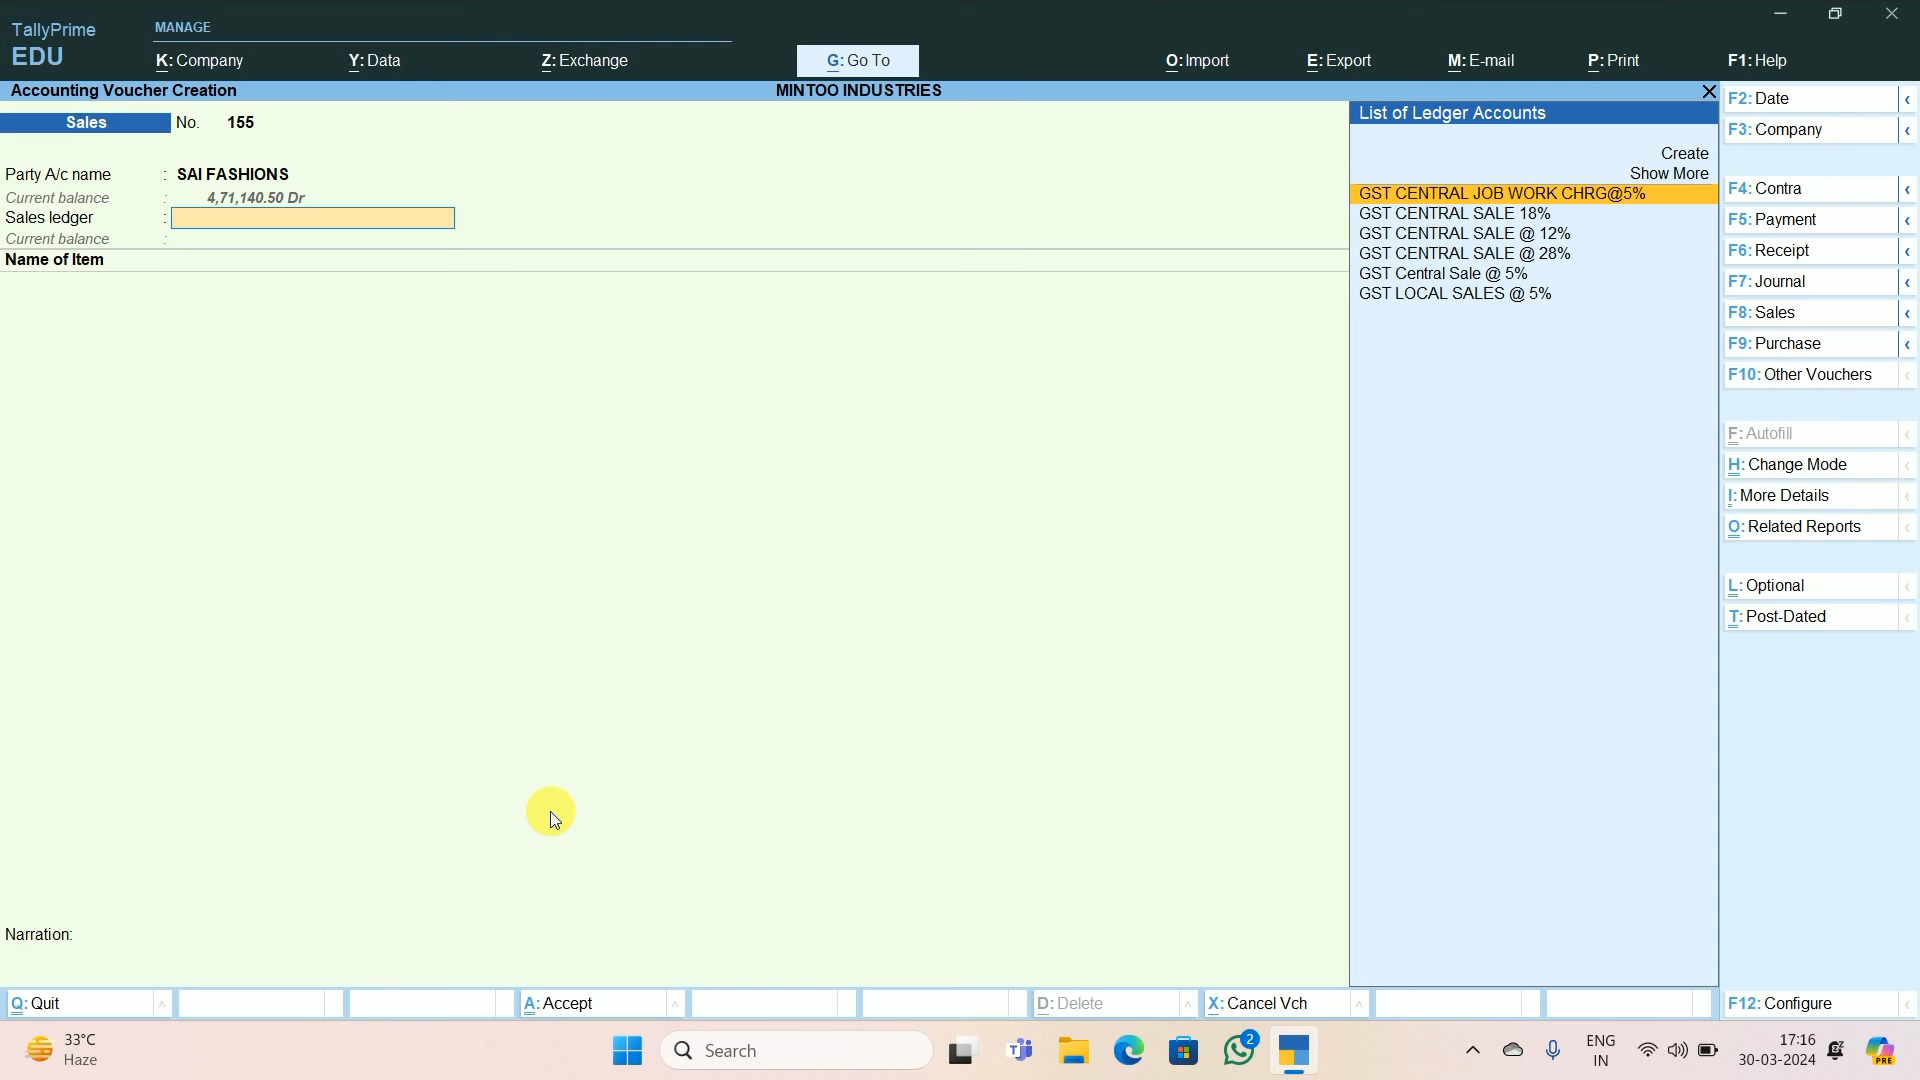 TallyPrime
EDU
MANAGE
K: Company
Y: Data
Z: Exchange
G: Go To
O: Import
E: Export
M: E-mail
P: Print
F1: Help
Accounting Voucher Creation
MINTOO INDUSTRIES
Sales No. 155
Party A/c name : SAI FASHIONS
Current balance : 4,71,140.50 Dr
Sales ledger :
Current balance :
Name of Item
Narration:
List of Ledger Accounts
Create
Show More
GST CENTRAL JOB WORK CHRG@5%
GST CENTRAL SALE 18%
GST CENTRAL SALE @ 12%
GST CENTRAL SALE @ 28%
GST Central Sale @ 5%
GST LOCAL SALES @ 5%
F2: Date
F3: Company
F4: Contra
F5: Payment
F6: Receipt
F7: Journal
F8: Sales
F9: Purchase
F10: Other Vouchers
F: Autofill
H: Change Mode
I: More Details
O: Related Reports
L: Optional
T: Post-Dated
F12: Configure
Q: Quit
A: Accept
D: Delete
X: Cancel Vch
33°C
Haze
Search
2
ENG
IN
17:16
30-03-2024
PRE